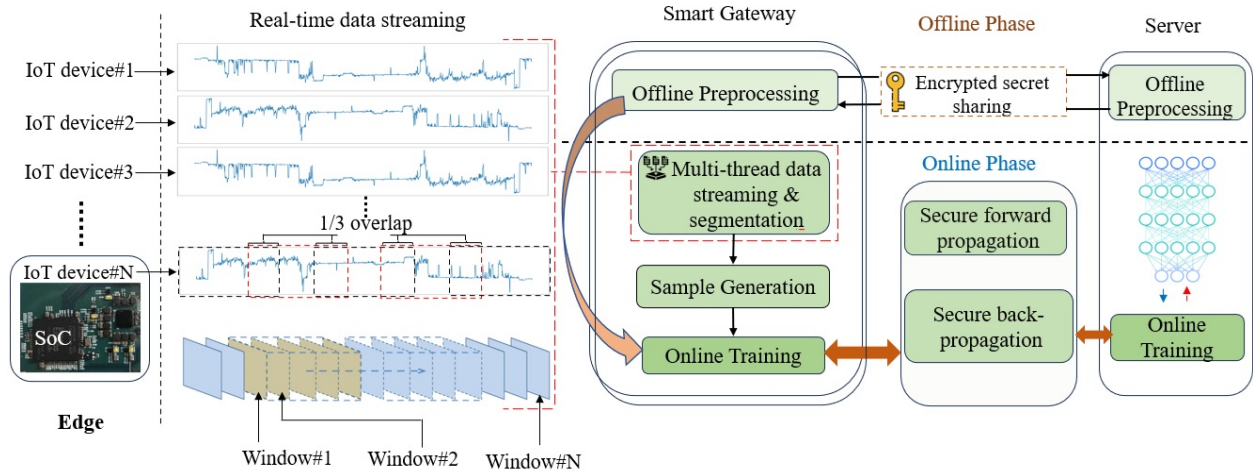 Real-time data streaming
Smart Gateway
Offline Phase
Server
IoT device#1
IoT device#2
IoT device#3
1/3 overlap
IoT device#N
SoC
Edge
Window#1
Window#2
Window#N
Offline Preprocessing
Encrypted secret
sharing
Offline
Preprocessing
Online Phase
Multi-thread data
streaming &
segmentation
Sample Generation
Online Training
Secure forward
propagation
Secure back-
propagation
Online
Training